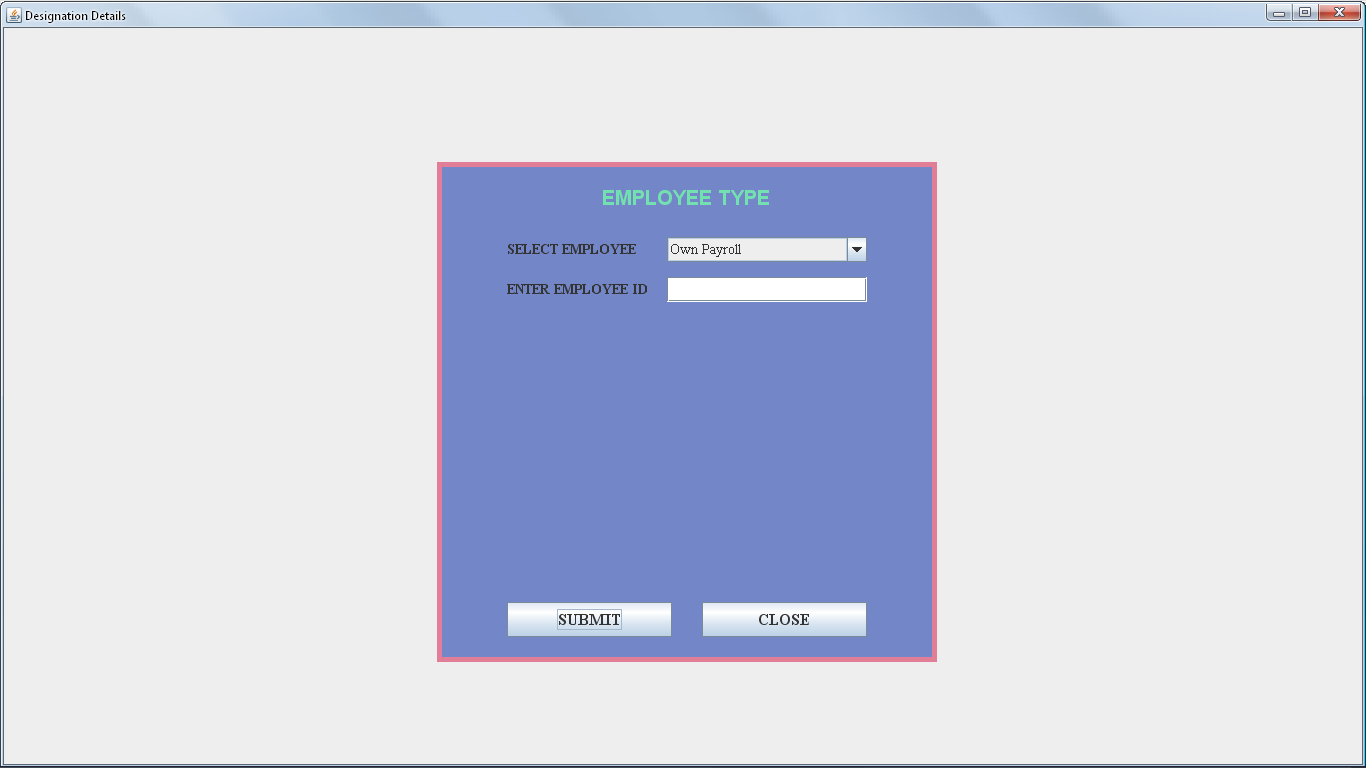 Designation Details
EMPLOYEE TYPE
SELECT EMPLOYEE Own Payroll
ENTER EMPLOYEE ID
SUBMIT CLOSE